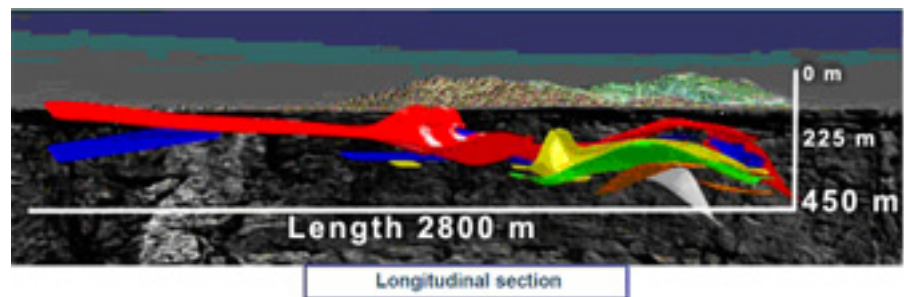 0 m
225 m
450 m
Length 2800 m
Longitudinal section